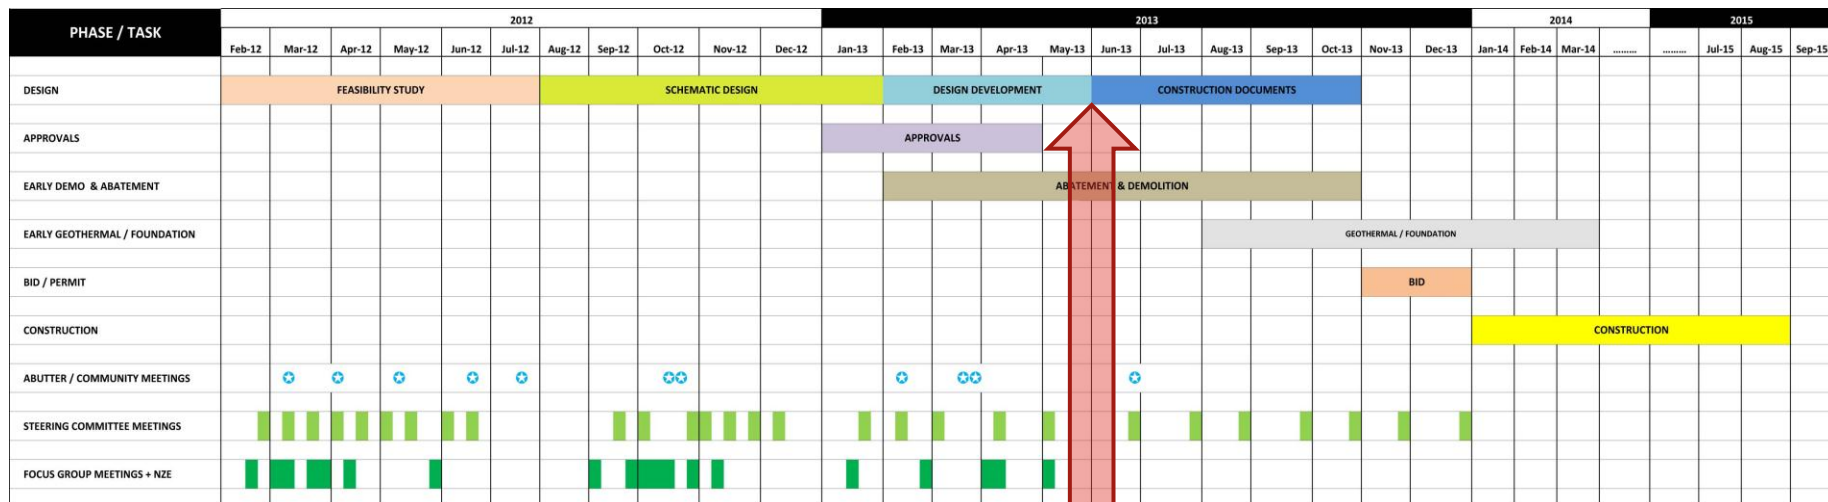 PHASE / TASK
2012 2013 2014 2015
Feb-12 Mar-12 Apr-12 May-12 Jun-12 Jul-12 Aug-12 Sep-12 Oct-12 Nov-12 Dec-12 Jan-13 Feb-13 Mar-13 Apr-13 May-13 Jun-13 Jul-13 Aug-13 Sep-13 Oct-13 Nov-13 Dec-13 Jan-14 Feb-14 Mar-14 ......... ......... Jul-15 Aug-15 Sep-15
DESIGN FEASIBILITY STUDY SCHEMATIC DESIGN DESIGN DEVELOPMENT CONSTRUCTION DOCUMENTS
APPROVALS APPROVALS
EARLY DEMO & ABATEMENT ABATEMENT & DEMOLITION
EARLY GEOTHERMAL / FOUNDATION GEOTHERMAL / FOUNDATION
BID / PERMIT BID
CONSTRUCTION CONSTRUCTION
ABUTTER / COMMUNITY MEETINGS
STEERING COMMITTEE MEETINGS
FOCUS GROUP MEETINGS + NZE